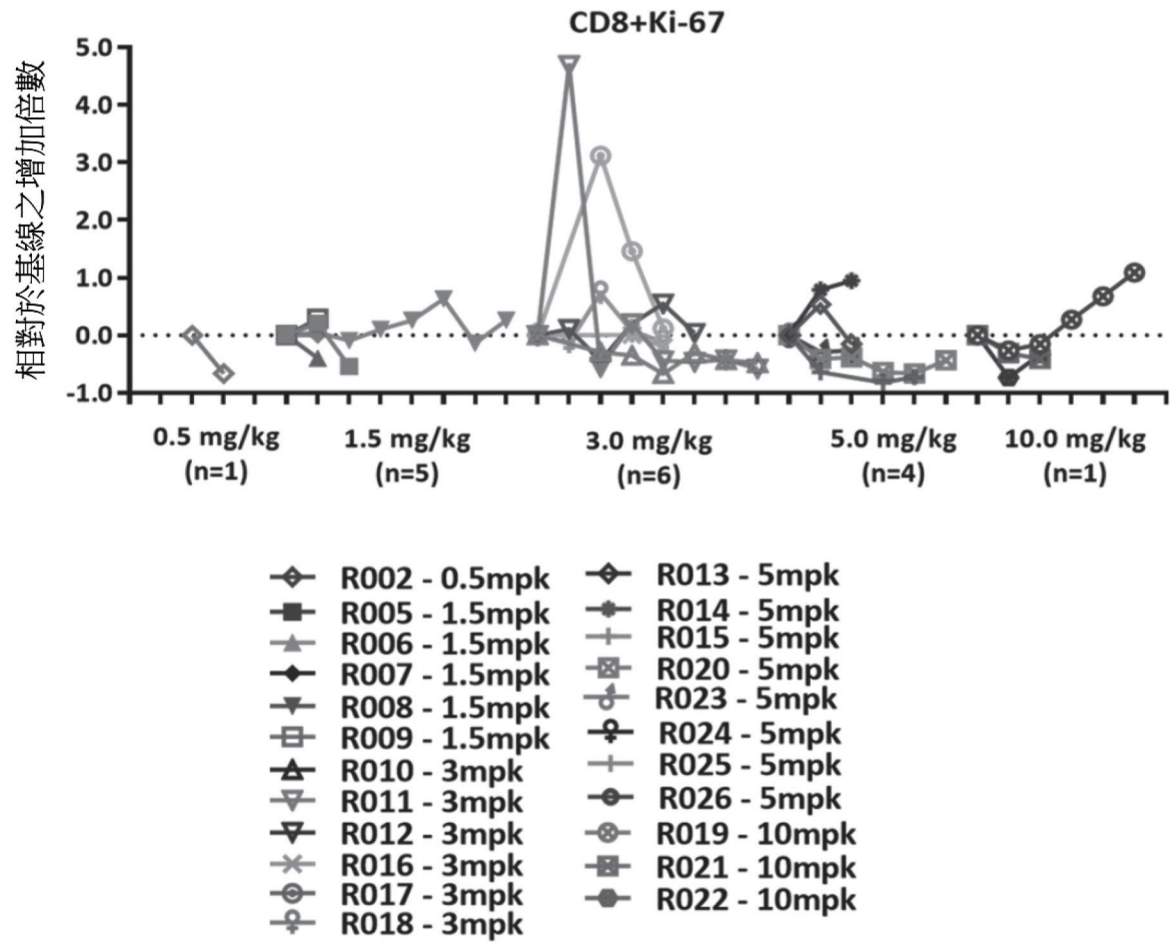 CD8+Ki-67
相對於基線之增加倍數
5.0
4.0
3.0
2.0
1.0
0.0
-1.0
0.5 mg/kg
(n=1)
1.5 mg/kg
(n=5)
3.0 mg/kg
(n=6)
5.0 mg/kg
(n=4)
10.0 mg/kg
(n=1)
R002 - 0.5mpk
R005 - 1.5mpk
R006 - 1.5mpk
R007 - 1.5mpk
R008 - 1.5mpk
R009 - 1.5mpk
R010 - 3mpk
R011 - 3mpk
R012 - 3mpk
R016 - 3mpk
R017 - 3mpk
R018 - 3mpk
R013 - 5mpk
R014 - 5mpk
R015 - 5mpk
R020 - 5mpk
R023 - 5mpk
R024 - 5mpk
R025 - 5mpk
R026 - 5mpk
R019 - 10mpk
R021 - 10mpk
R022 - 10mpk